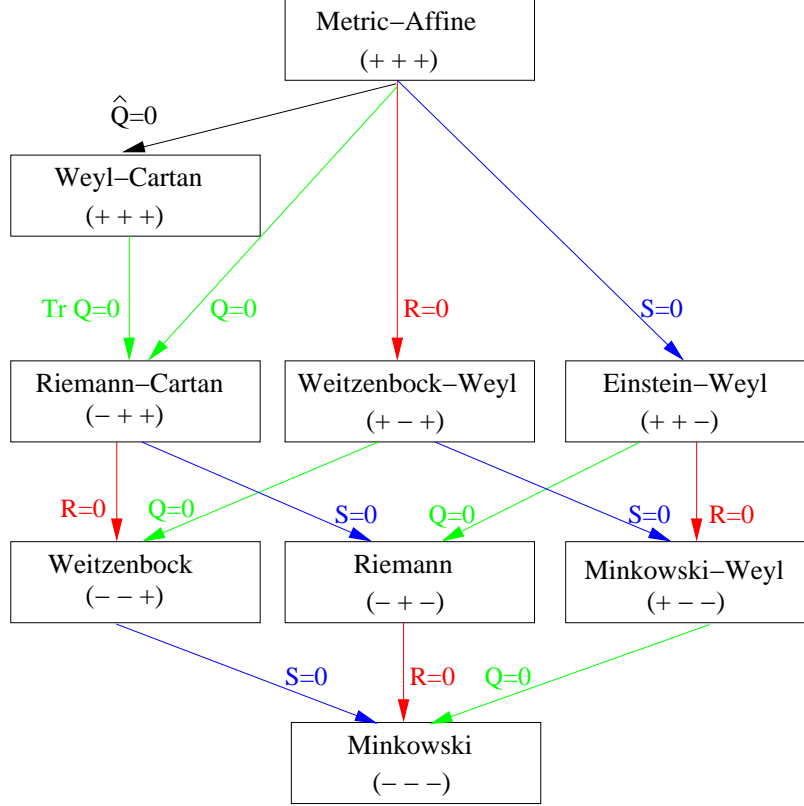 Metric−Affine
(+ + +)
Q̂=0
Weyl−Cartan
(+ + +)
Tr Q=0
Q=0
R=0
S=0
Riemann−Cartan
(− + +)
Weitzenbock−Weyl
(+ − +)
Einstein−Weyl
(+ + −)
R=0
Q=0
S=0
Q=0
S=0
R=0
Weitzenbock
(− − +)
Riemann
(− + −)
Minkowski−Weyl
(+ − −)
S=0
R=0
Q=0
Minkowski
(− − −)